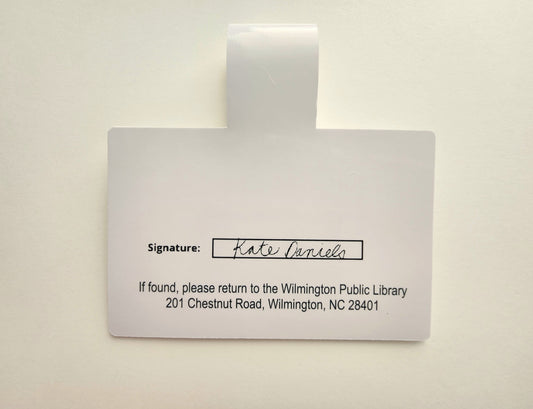 Signature: Kate Daniels
If found, please return to the Wilmington Public Library
201 Chestnut Road, Wilmington, NC 28401